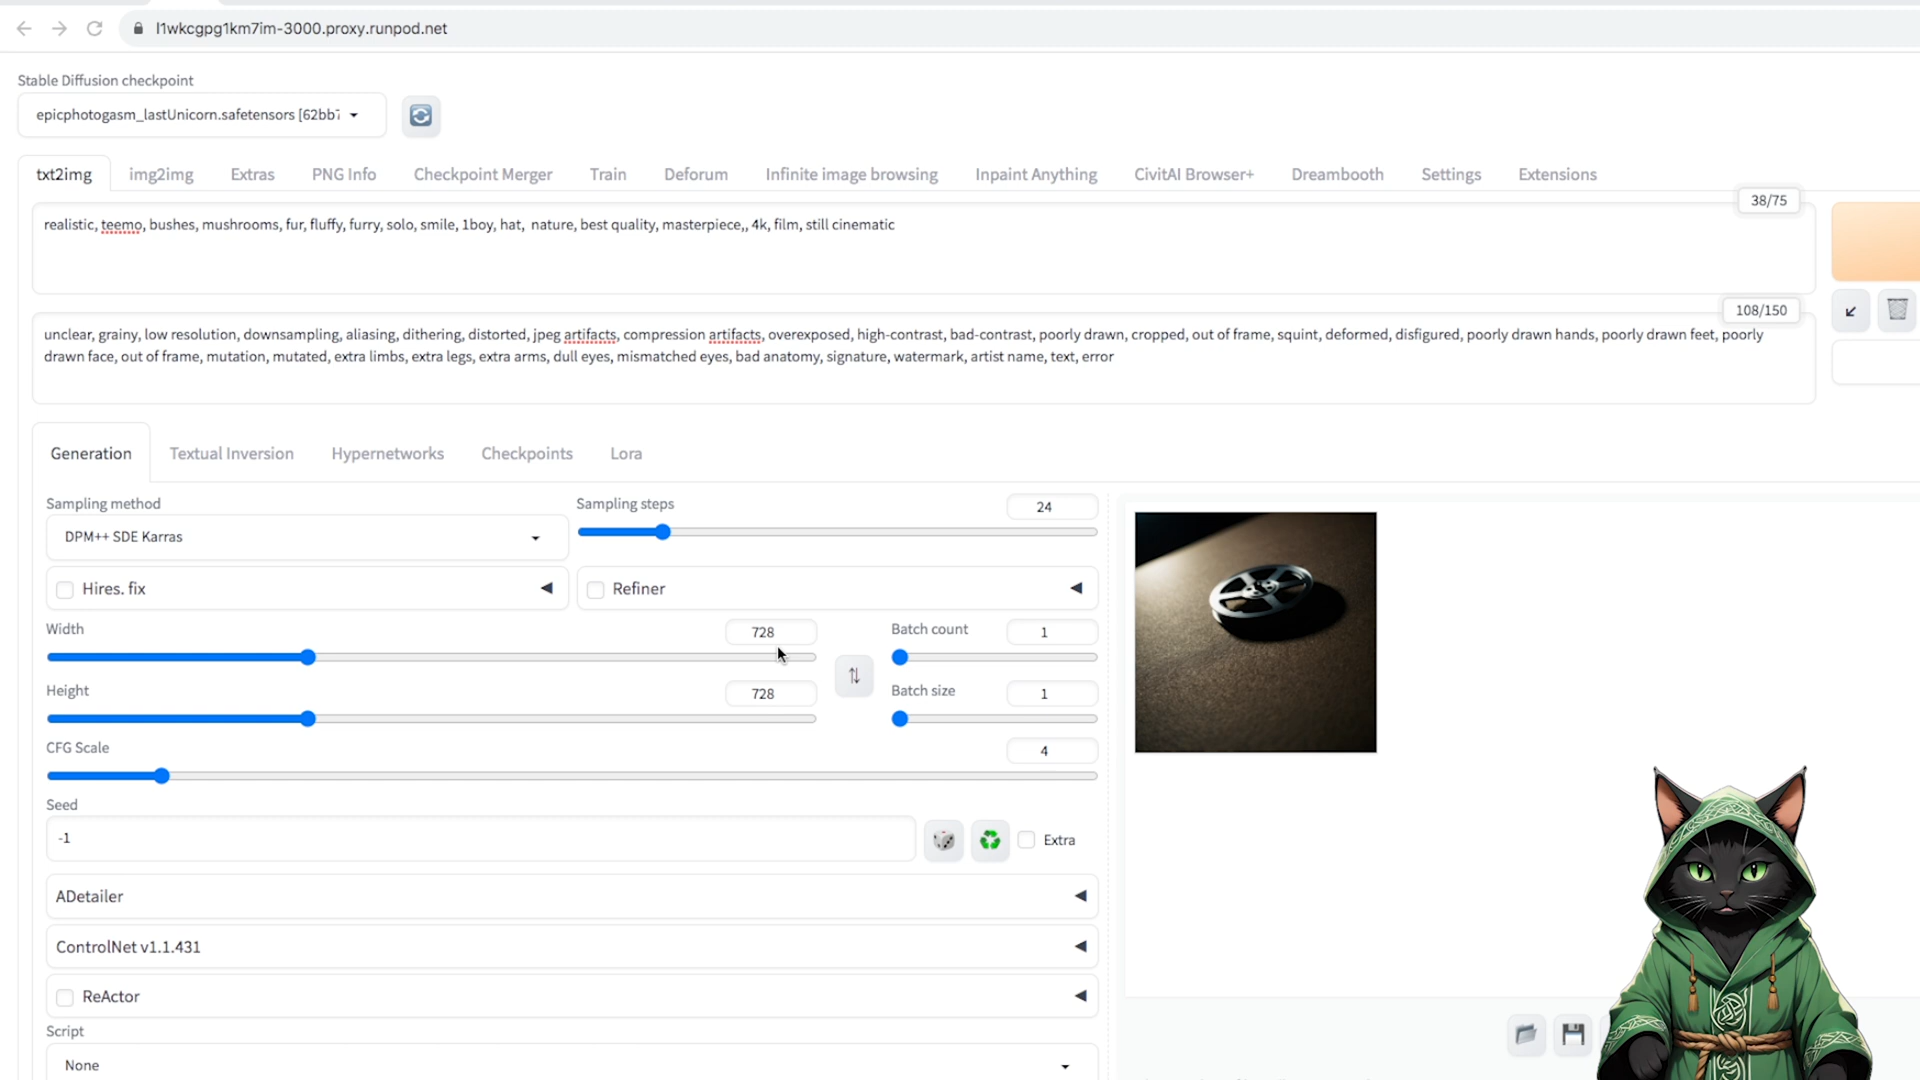 l1wkcgpg1km7im-3000.proxy.runpod.net
Stable Diffusion checkpoint
epicphotogasm_lastUnicorn.safetensors [62bb7
txt2img img2img Extras PNG Info Checkpoint Merger Train Deforum Infinite image browsing Inpaint Anything CivitAI Browser+ Dreambooth Settings Extensions
38/75
realistic, teemo, bushes, mushrooms, fur, fluffy, furry, solo, smile, 1boy, hat,  nature, best quality, masterpiece,, 4k, film, still cinematic
108/150
unclear, grainy, low resolution, downsampling, aliasing, dithering, distorted, jpeg artifacts, compression artifacts, overexposed, high-contrast, bad-contrast, poorly drawn, cropped, out of frame, squint, deformed, disfigured, poorly drawn hands, poorly drawn feet, poorly
drawn face, out of frame, mutation, mutated, extra limbs, extra legs, extra arms, dull eyes, mismatched eyes, bad anatomy, signature, watermark, artist name, text, error
Generation Textual Inversion Hypernetworks Checkpoints Lora
Sampling method
DPM++ SDE Karras
Sampling steps
24
Hires. fix
Refiner
Width
728
Batch count
1
Height
728
Batch size
1
CFG Scale
4
Seed
-1
Extra
ADetailer
ControlNet v1.1.431
ReActor
Script
None